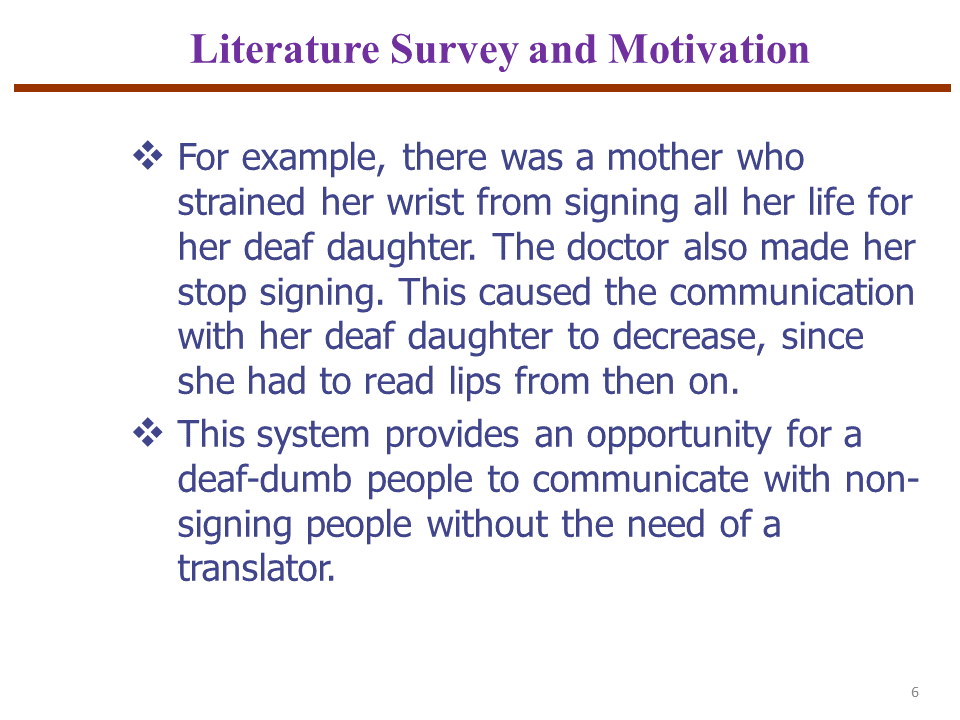 Literature Survey and Motivation
❖ For example, there was a mother who
strained her wrist from signing all her life for
her deaf daughter. The doctor also made her
stop signing. This caused the communication
with her deaf daughter to decrease, since
she had to read lips from then on.
❖ This system provides an opportunity for a
deaf-dumb people to communicate with non-
signing people without the need of a
translator.
6